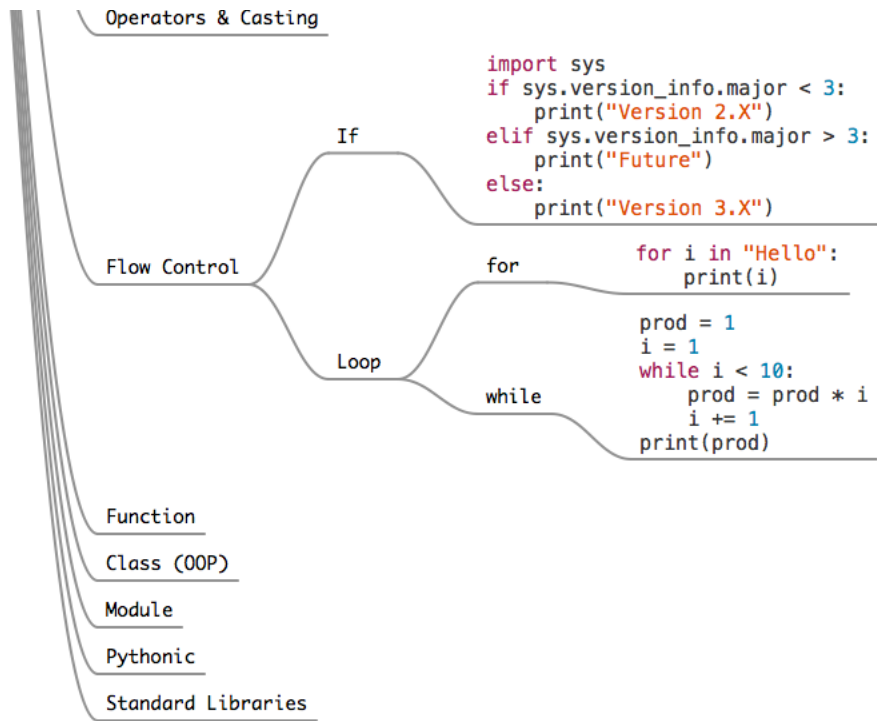 Operators & Casting
If
import sys
if sys.version_info.major < 3:
    print("Version 2.X")
elif sys.version_info.major > 3:
    print("Future")
else:
    print("Version 3.X")
Flow Control
Loop
for
for i in "Hello":
    print(i)
while
prod = 1
i = 1
while i < 10:
    prod = prod * i
    i += 1
print(prod)
Function
Class (OOP)
Module
Pythonic
Standard Libraries